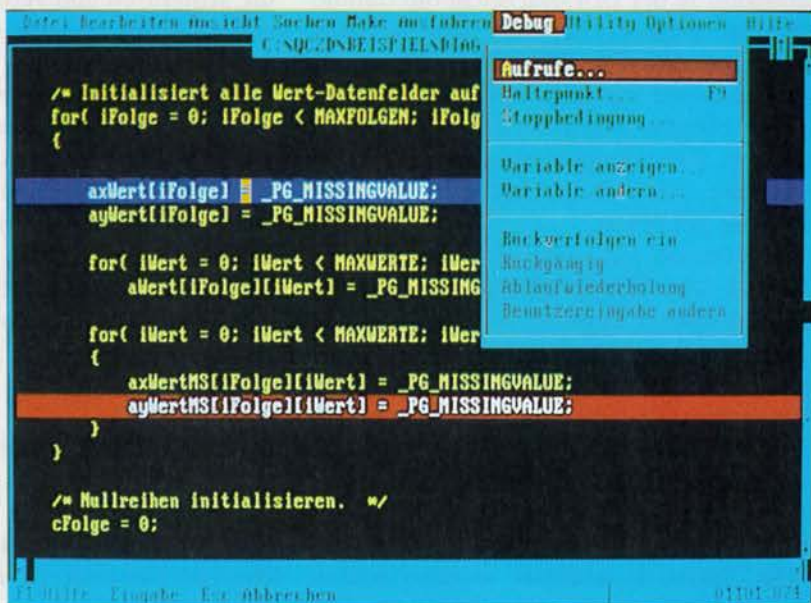 Datei Bearbeiten Ansicht Suchen Make Ausführen Debug Utility Optionen Hilfe
C:\QC2D\BEISPIEL\DIAG
Aufrufe...
Haltepunkt... F9
Stoppbedingung...
Variable anzeigen...
Variable ändern...
Rückverfolgen ein
Rückgängig
Ablaufwiederholung
Benutzereingabe ändern
/* Initialisiert alle Wert-Datenfelder auf
for( iFolge = 0; iFolge < MAXFOLGEN; iFolg
{
axWert[iFolge] = _PG_MISSINGVALUE;
ayWert[iFolge] = _PG_MISSINGVALUE;
for( iWert = 0; iWert < MAXWERTE; iWer
aWert[iFolge][iWert] = _PG_MISSING
for( iWert = 0; iWert < MAXWERTE; iWer
{
axWertMS[iFolge][iWert] = _PG_MISSINGVALUE;
ayWertMS[iFolge][iWert] = _PG_MISSINGVALUE;
}
}
/* Nullreihen initialisieren. */
cFolge = 0;
F1 Hilfe Eingabe Esc Abbrechen